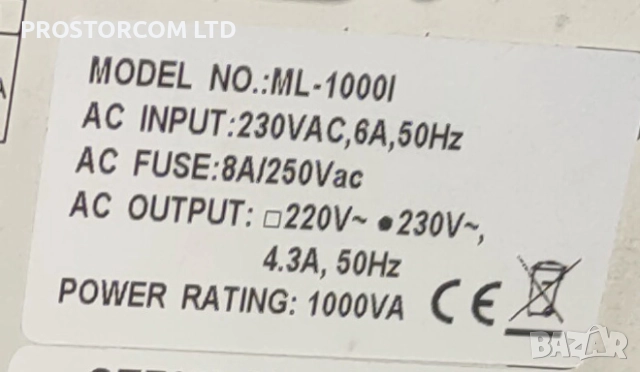 PROSTORCOM LTD
MODEL NO.:ML-1000I
AC INPUT:230VAC,6A,50Hz
AC FUSE:8A/250Vac
AC OUTPUT: □220V~ ●230V~,
4.3A, 50Hz
POWER RATING: 1000VA CE
BAZAR